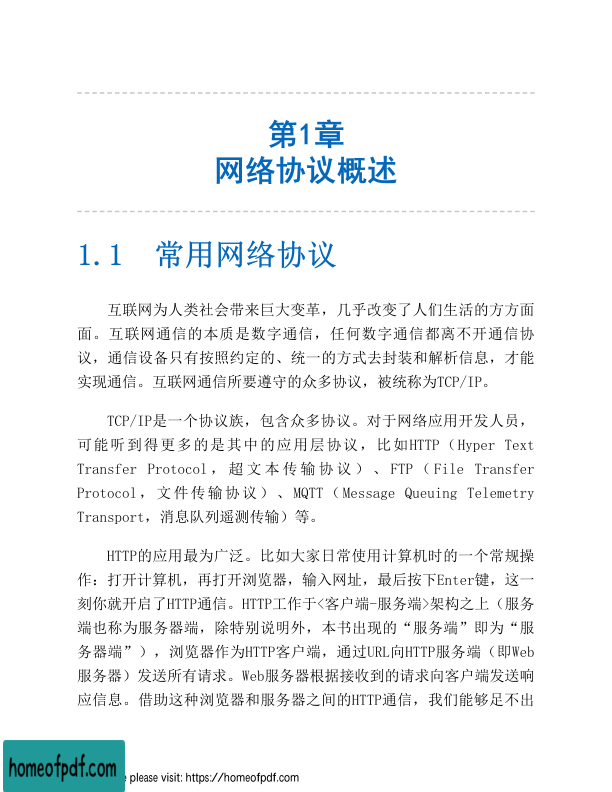 第1章
网络协议概述
1.1 常用网络协议
互联网为人类社会带来巨大变革，几乎改变了人们生活的方方面
面。互联网通信的本质是数字通信，任何数字通信都离不开通信协
议，通信设备只有按照约定的、统一的方式去封装和解析信息，才能
实现通信。互联网通信所要遵守的众多协议，被统称为TCP/IP。
TCP/IP是一个协议族，包含众多协议。对于网络应用开发人员，
可能听到得更多的是其中的应用层协议，比如HTTP（Hyper Text
Transfer Protocol，超文本传输协议）、FTP（File Transfer
Protocol，文件传输协议）、MQTT（Message Queuing Telemetry
Transport，消息队列遥测传输）等。
HTTP的应用最为广泛。比如大家日常使用计算机时的一个常规操
作：打开计算机，再打开浏览器，输入网址，最后按下Enter键，这一
刻你就开启了HTTP通信。HTTP工作于<客户端-服务端>架构之上（服务
端也称为服务器端，除特别说明外，本书出现的“服务端”即为“服
务器端”），浏览器作为HTTP客户端，通过URL向HTTP服务端（即Web
服务器）发送所有请求。Web服务器根据接收到的请求向客户端发送响
应信息。借助这种浏览器和服务器之间的HTTP通信，我们能够足不出
homeofpdf.com
e please visit: https://homeofpdf.com